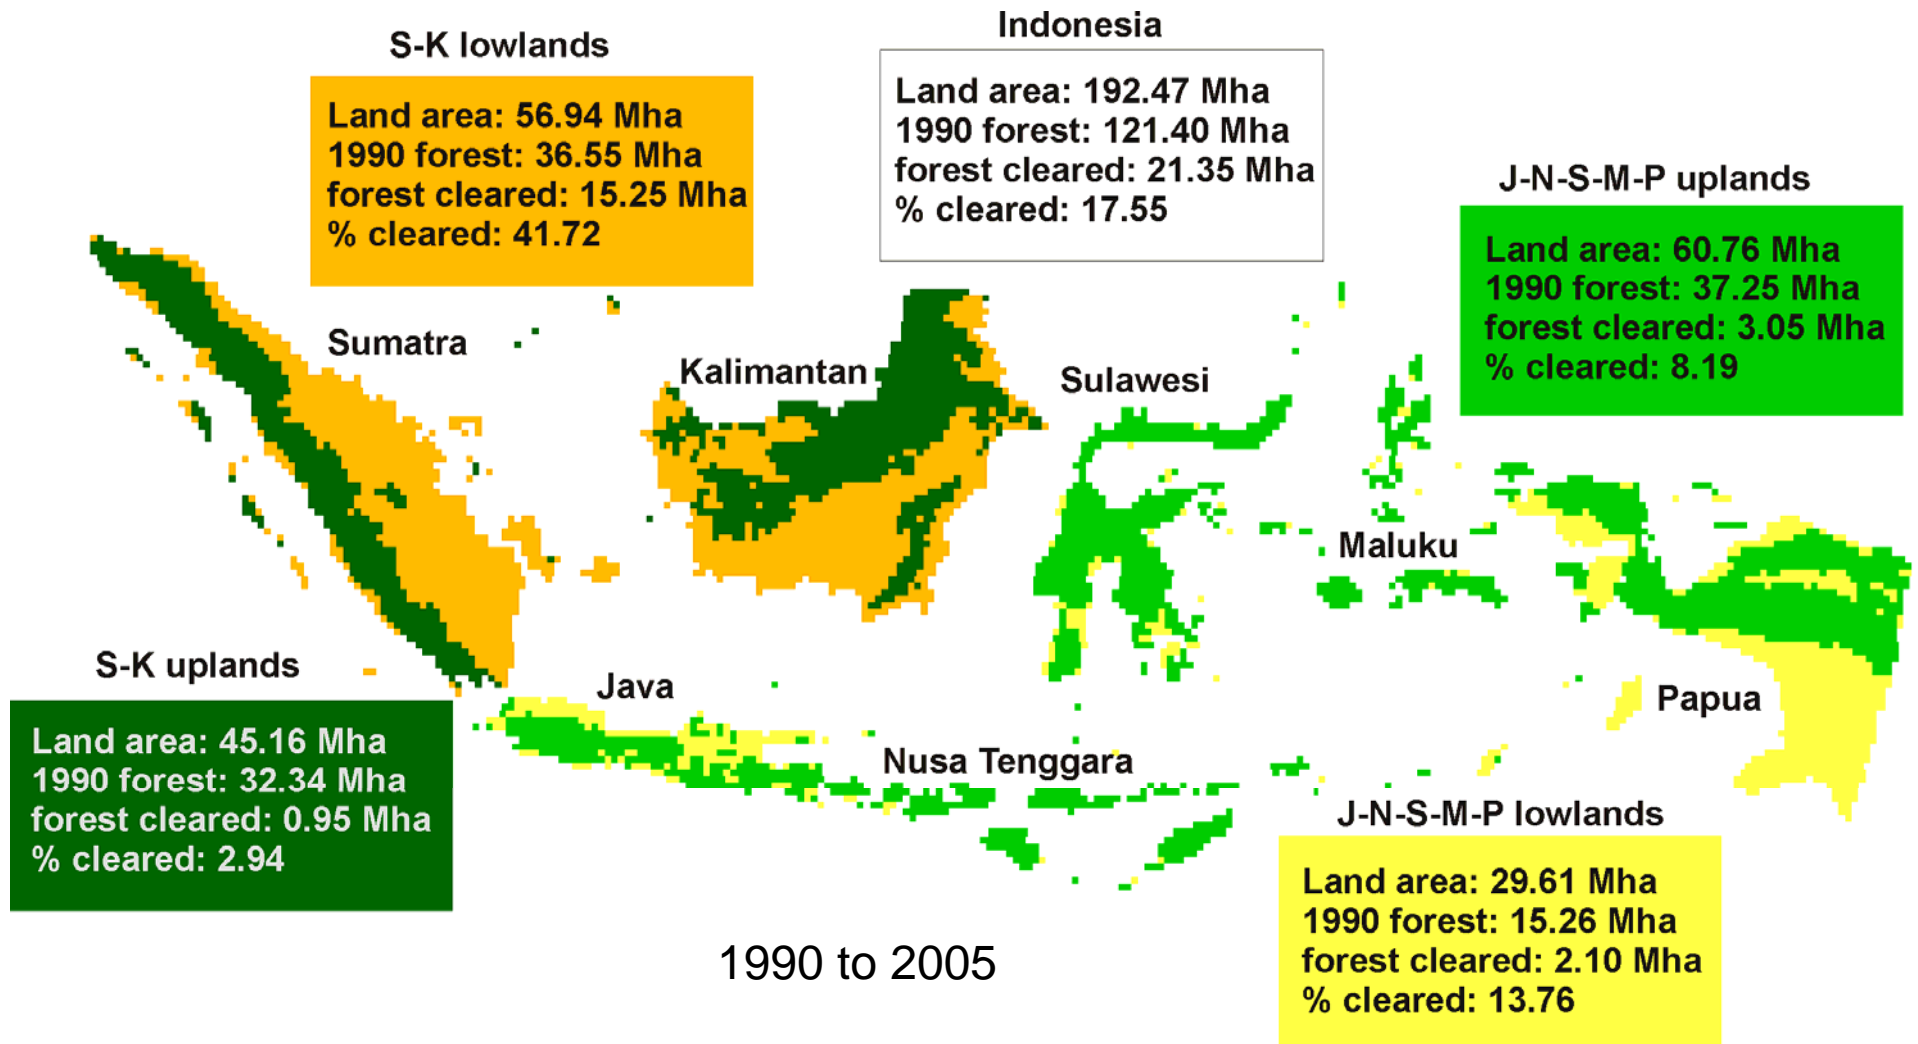 Indonesia
S-K lowlands
Land area: 192.47 Mha
1990 forest: 121.40 Mha
forest cleared: 21.35 Mha
% cleared: 17.55
Land area: 56.94 Mha
1990 forest: 36.55 Mha
forest cleared: 15.25 Mha
% cleared: 41.72
J-N-S-M-P uplands
Land area: 60.76 Mha
1990 forest: 37.25 Mha
forest cleared: 3.05 Mha
% cleared: 8.19
Sumatra
Kalimantan
Sulawesi
Maluku
S-K uplands
Java
Papua
Land area: 45.16 Mha
1990 forest: 32.34 Mha
forest cleared: 0.95 Mha
% cleared: 2.94
Nusa Tenggara
J-N-S-M-P lowlands
Land area: 29.61 Mha
1990 forest: 15.26 Mha
forest cleared: 2.10 Mha
% cleared: 13.76
1990 to 2005